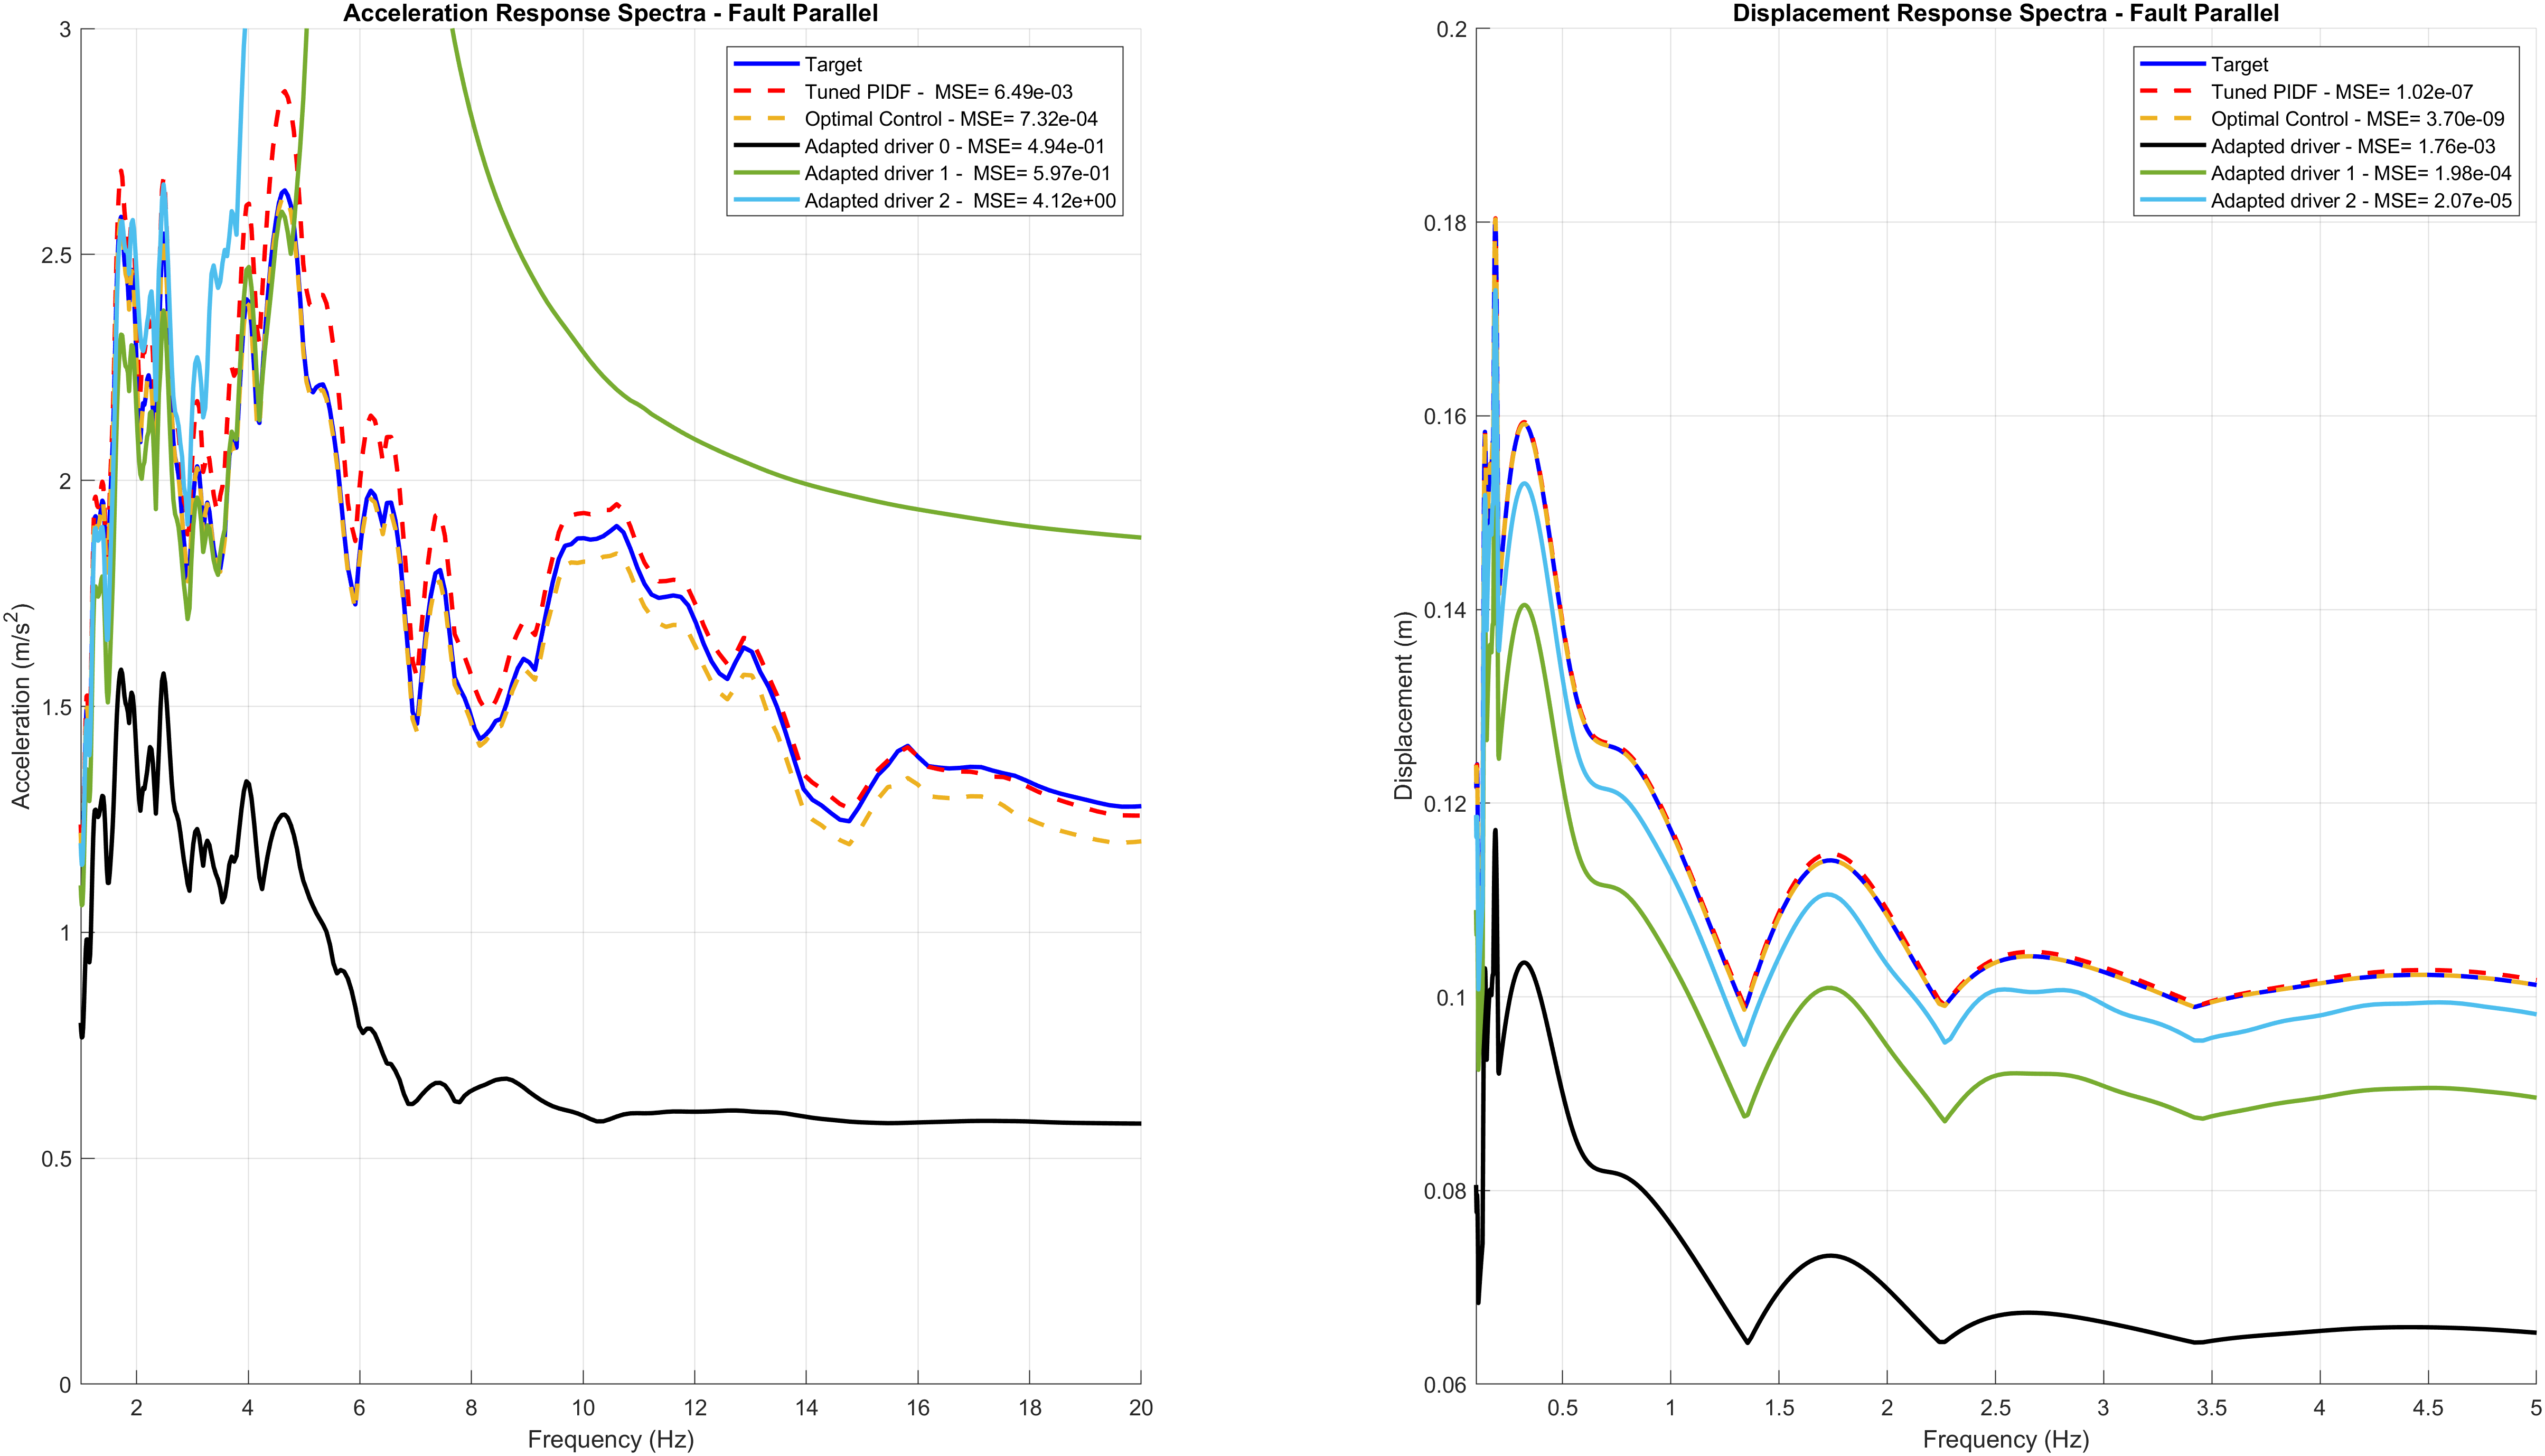 Acceleration Response Spectra - Fault Parallel
3
2.5
2
1.5
1
0.5
0
Acceleration (m/s²)
2 4 6 8 10 12 14 16 18 20
Frequency (Hz)
Target
Tuned PIDF -  MSE= 6.49e-03
Optimal Control - MSE= 7.32e-04
Adapted driver 0 - MSE= 4.94e-01
Adapted driver 1 -  MSE= 5.97e-01
Adapted driver 2 -  MSE= 4.12e+00
Displacement Response Spectra - Fault Parallel
0.2
0.18
0.16
0.14
0.12
0.1
0.08
0.06
Displacement (m)
0.5 1 1.5 2 2.5 3 3.5 4 4.5 5
Frequency (Hz)
Target
Tuned PIDF - MSE= 1.02e-07
Optimal Control - MSE= 3.70e-09
Adapted driver - MSE= 1.76e-03
Adapted driver 1 - MSE= 1.98e-04
Adapted driver 2 - MSE= 2.07e-05